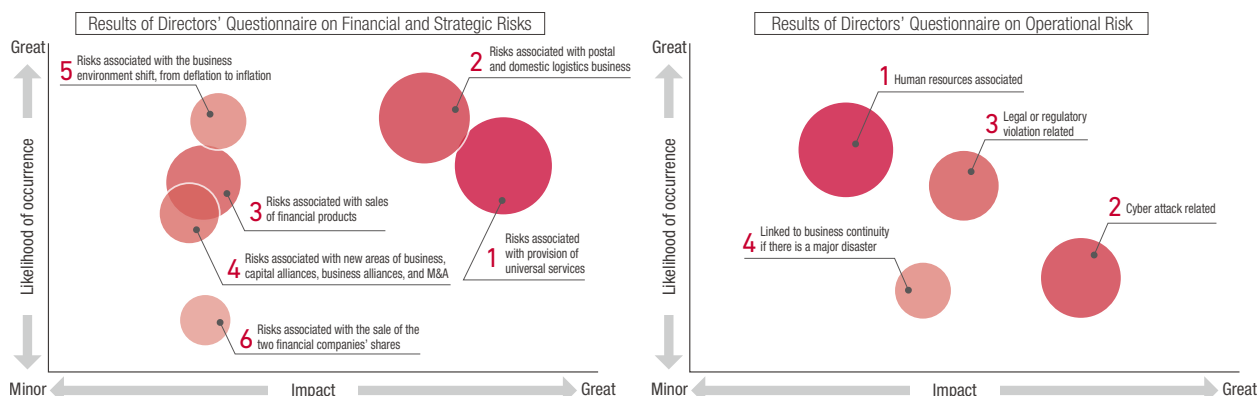 Results of Directors' Questionnaire on Financial and Strategic Risks
Great
Likelihood of occurrence
5 Risks associated with the business
environment shift, from deflation to inflation
2 Risks associated with postal
and domestic logistics business
3 Risks associated with sales
of financial products
4 Risks associated with new areas of business,
capital alliances, business alliances, and M&A
1 Risks associated
with provision of
universal services
6 Risks associated with the sale of the
two financial companies' shares
Minor
Impact
Great
Results of Directors' Questionnaire on Operational Risk
Great
Likelihood of occurrence
1 Human resources associated
3 Legal or regulatory
violation related
2 Cyber attack related
4 Linked to business continuity
if there is a major disaster
Minor
Impact
Great